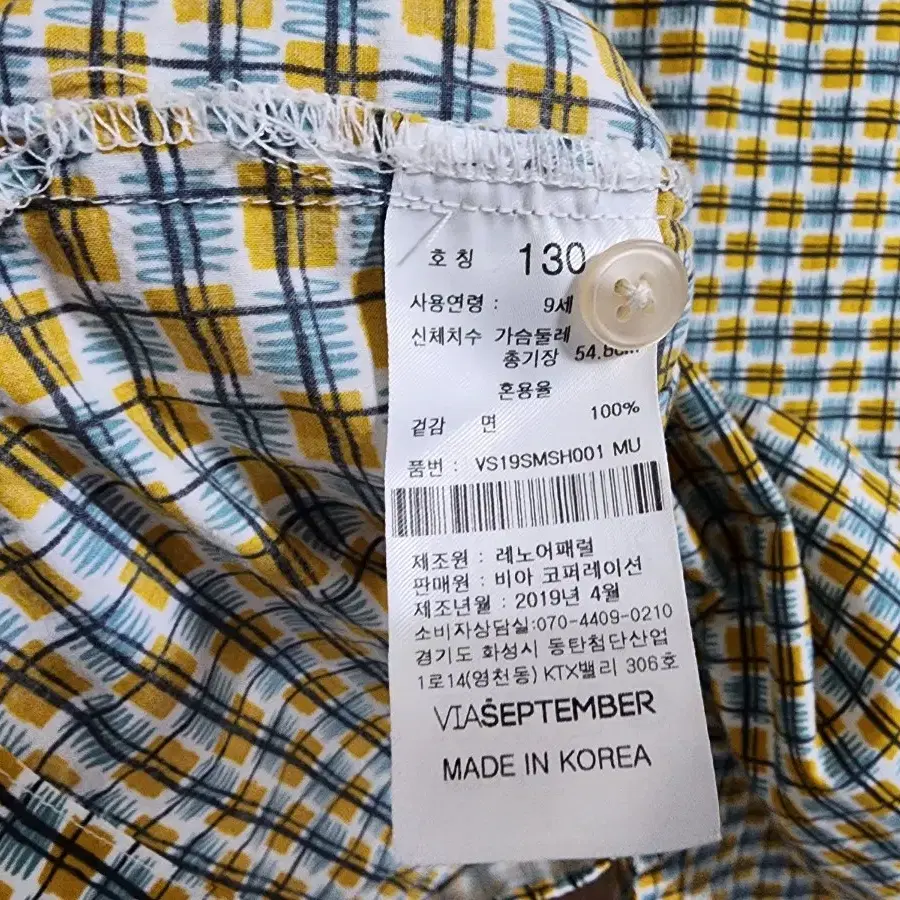 호칭 130
사용연령 : 9세
신체치수 가슴둘레
총기장
혼용율
겉감 면 100%
품번 : VS19SMSH001 MU
제조원 : 레노어패럴
판매원 : 비아 코퍼레이션
제조년월 : 2019년 4월
소비자상담실:070-4409-0210
경기도 화성시 동탄첨단산업
1로14(영천동) KTX밸리 306호
VIASEPTEMBER
MADE IN KOREA